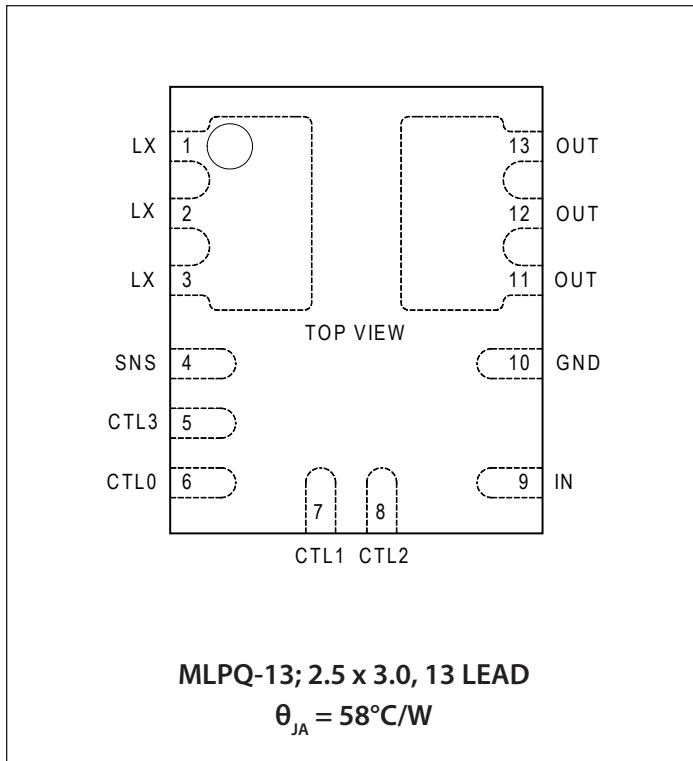 LX 1 13 OUT
LX 2 12 OUT
LX 3 11 OUT
TOP VIEW
SNS 4 10 GND
CTL3 5
CTL0 6 9 IN
7 8
CTL1 CTL2
MLPQ-13; 2.5 x 3.0, 13 LEAD
θJA = 58°C/W